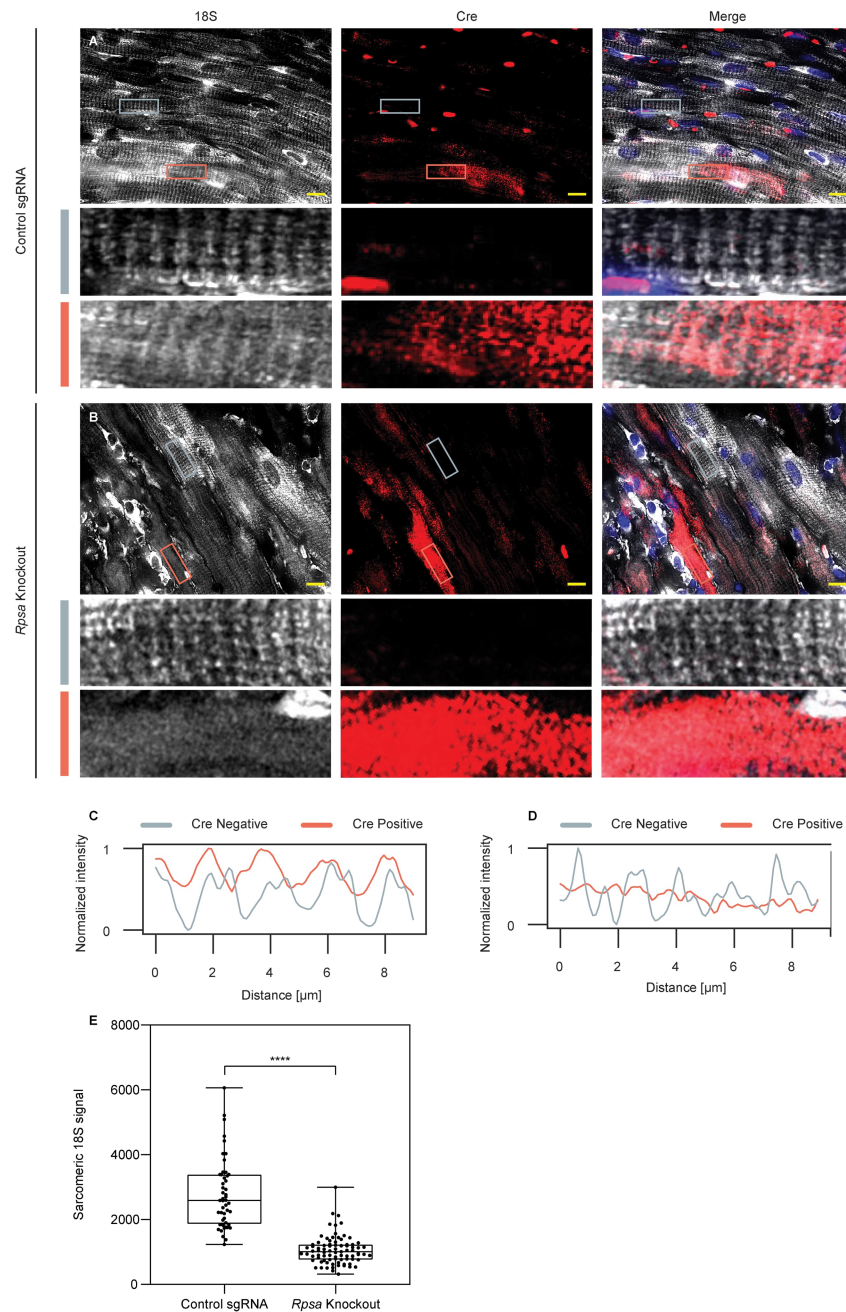 18S Cre Merge
A
Control sgRNA
B
Rpsa Knockout
C
Cre Negative Cre Positive
Normalized intensity
1
0
0 2 4 6 8
Distance [µm]
D
Cre Negative Cre Positive
Normalized intensity
1
0
0 2 4 6 8
Distance [µm]
E
Sarcomeric 18S signal
8000
6000
4000
2000
0
****
Control sgRNA Rpsa Knockout